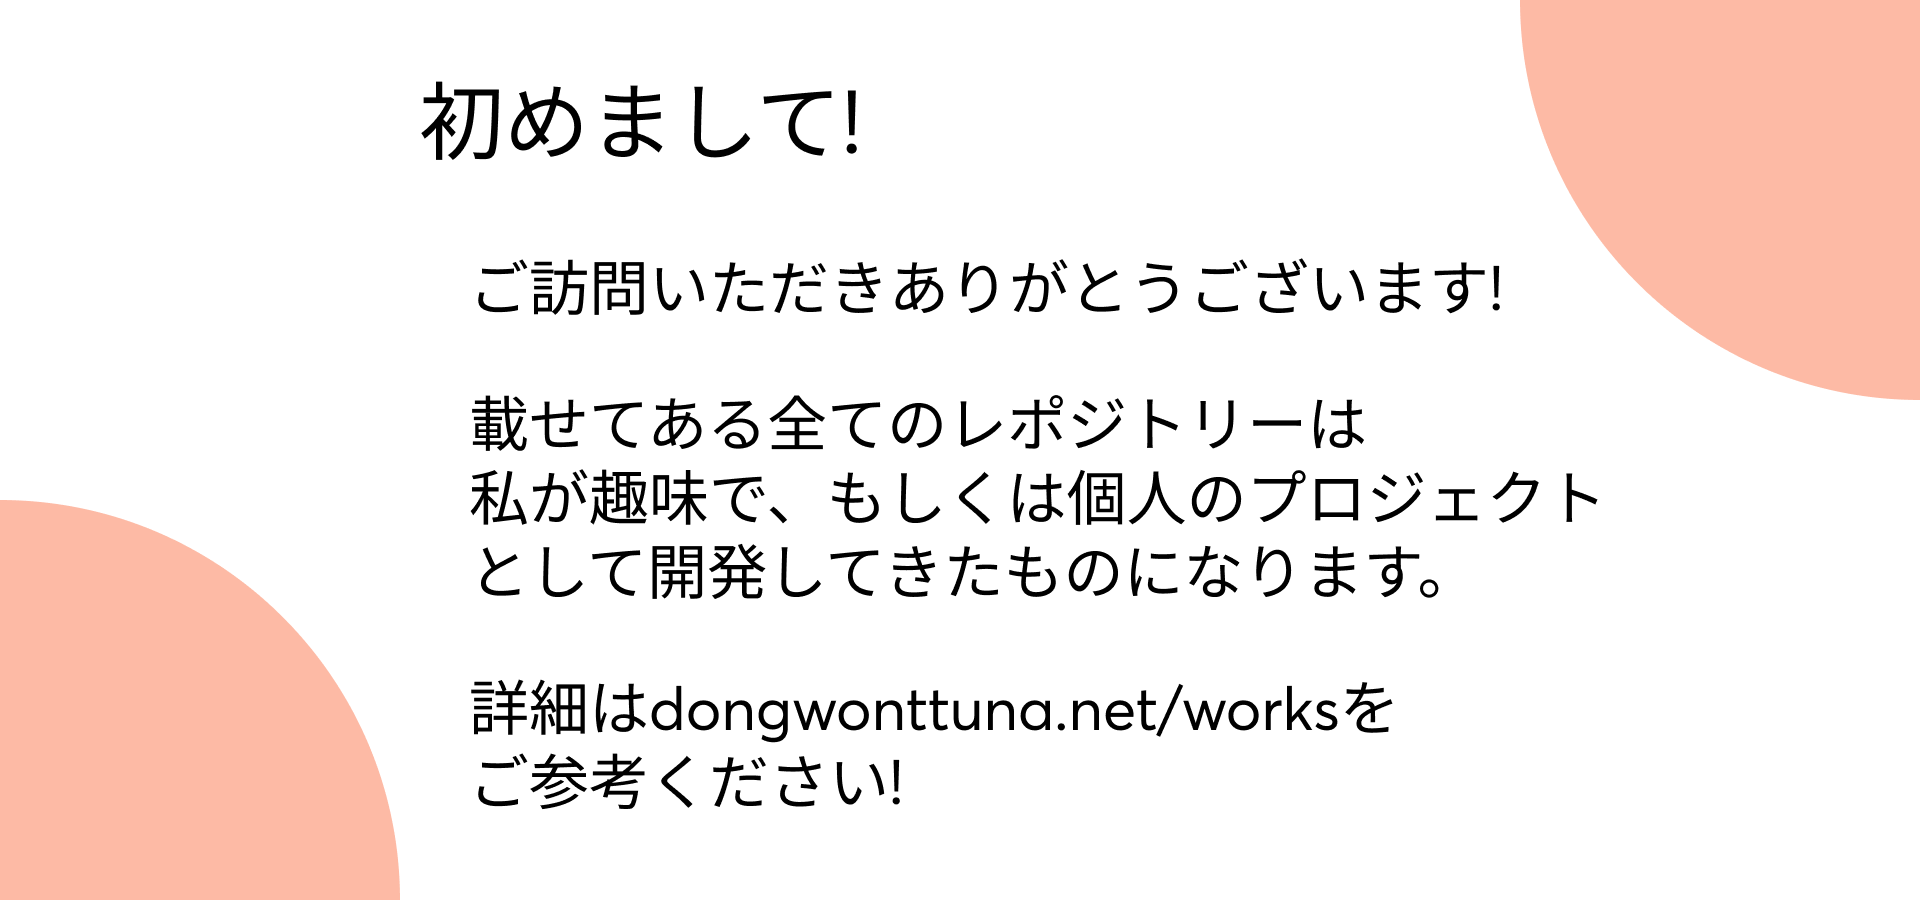 初めまして!
ご訪問いただきありがとうございます!
載せてある全てのレポジトリーは
私が趣味で、もしくは個人のプロジェクト
として開発してきたものになります。
詳細はdongwonttuna.net/worksを
ご参考ください!